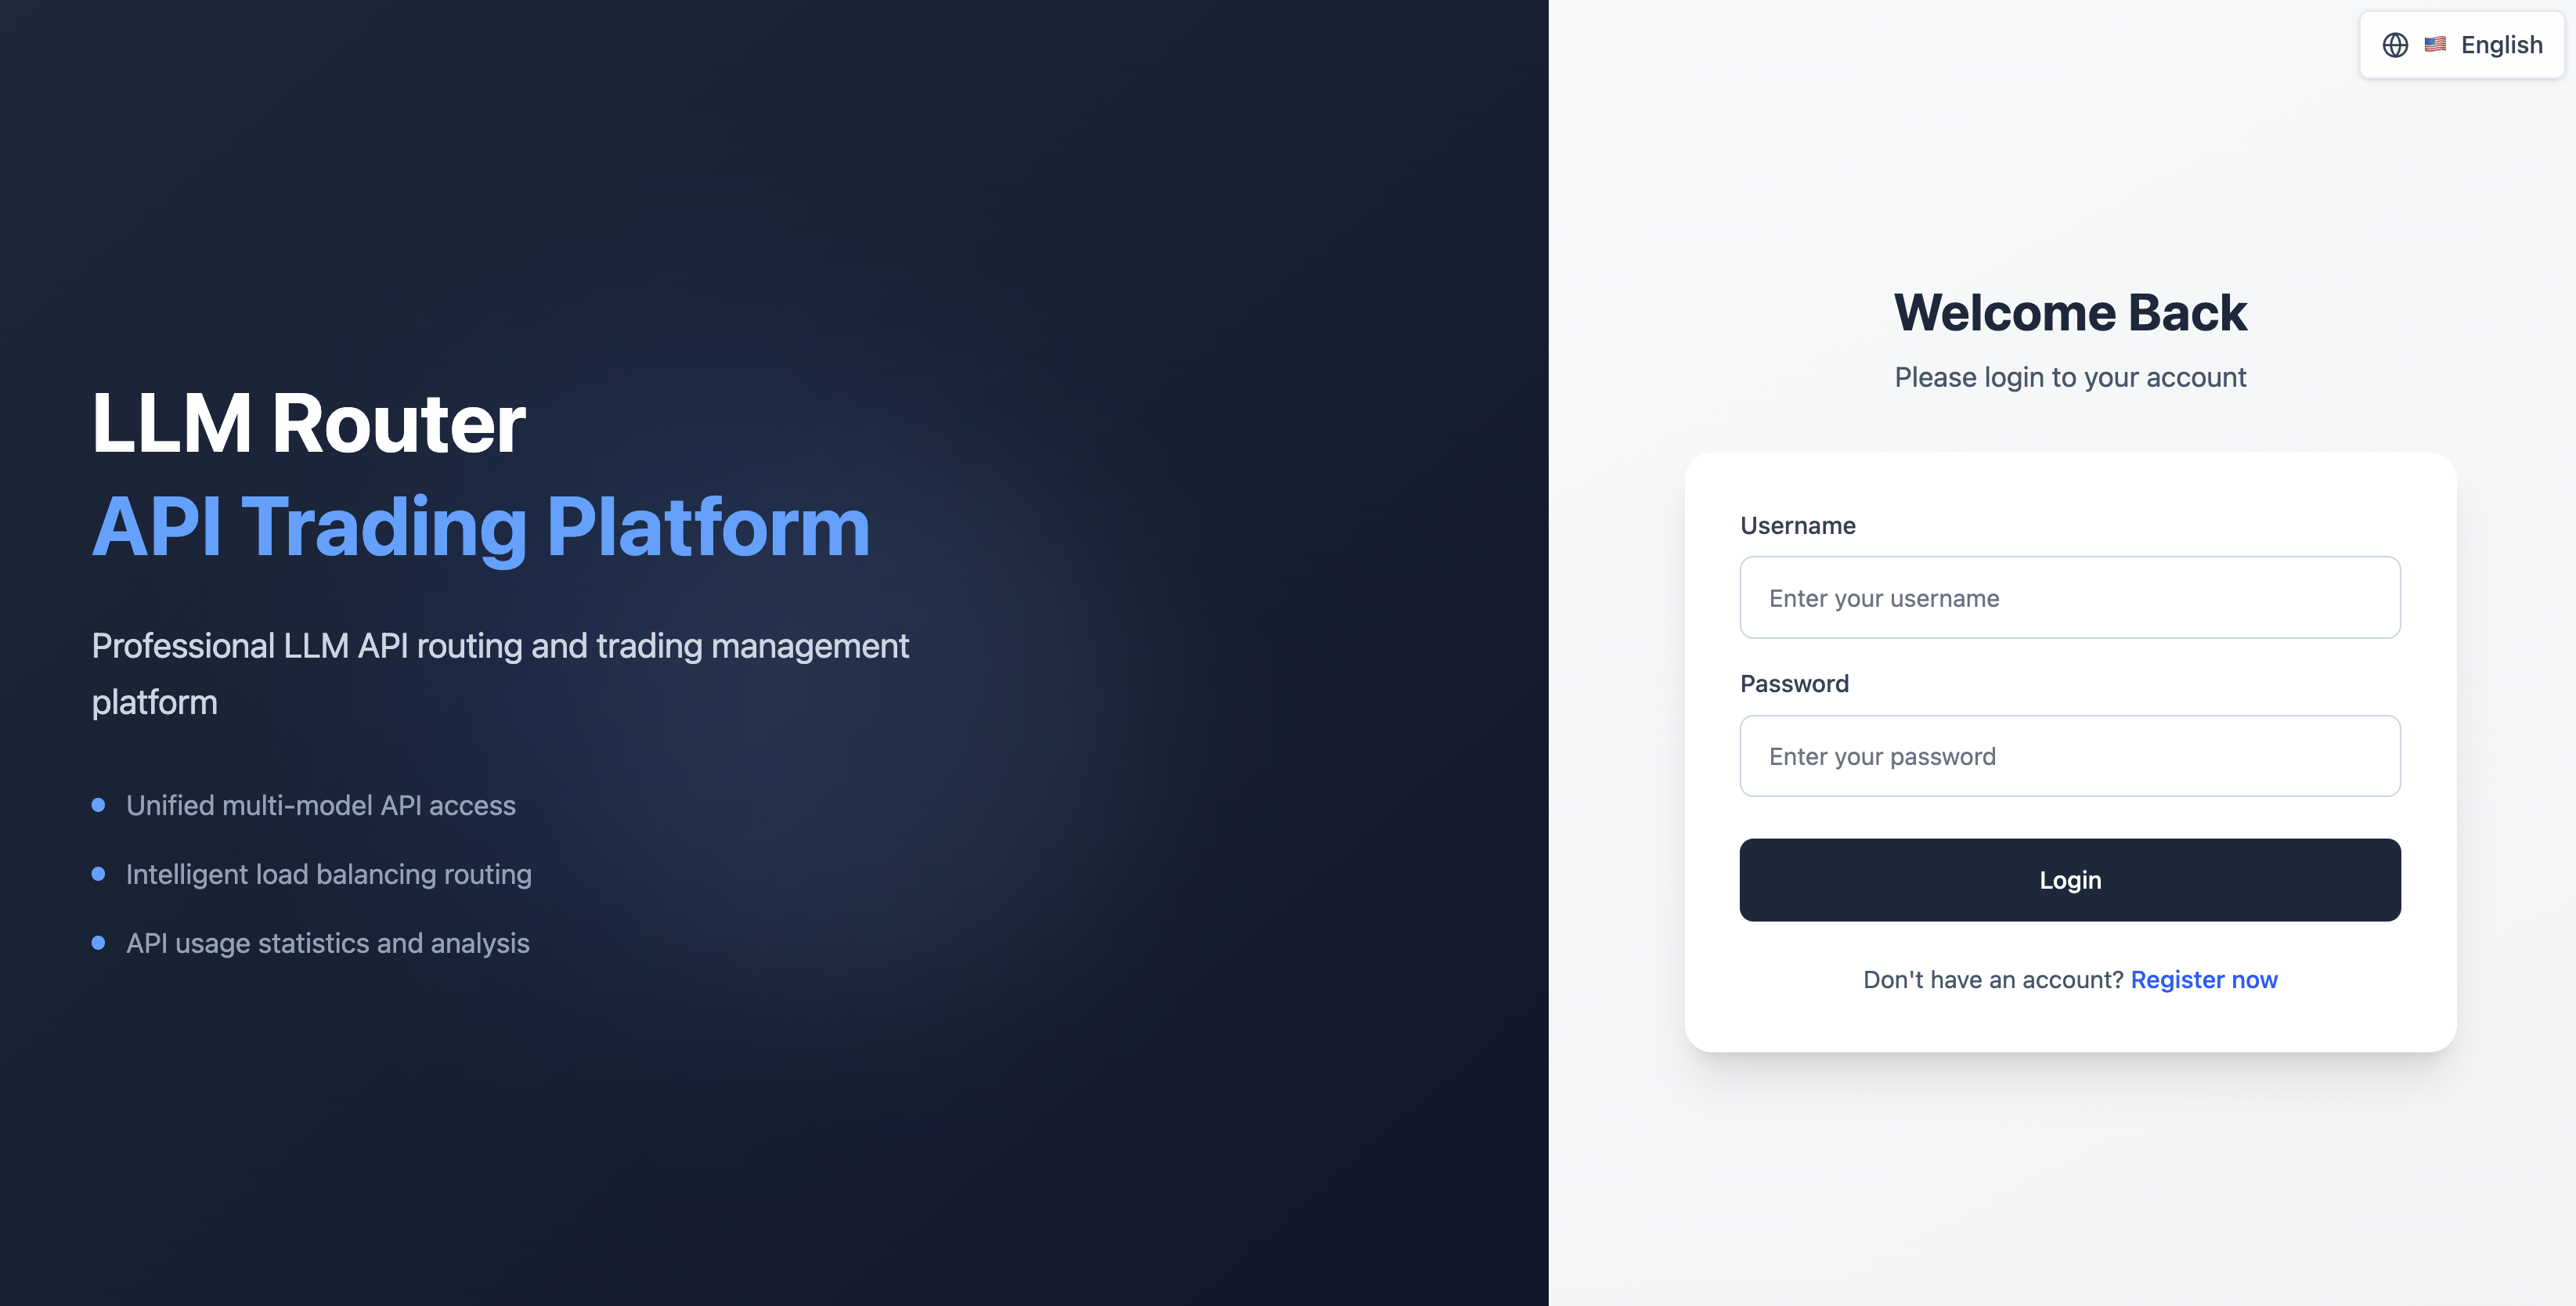 English
LLM Router
API Trading Platform
Professional LLM API routing and trading management
platform
Unified multi-model API access
Intelligent load balancing routing
API usage statistics and analysis
Welcome Back
Please login to your account
Username
Enter your username
Password
Enter your password
Login
Don't have an account? Register now